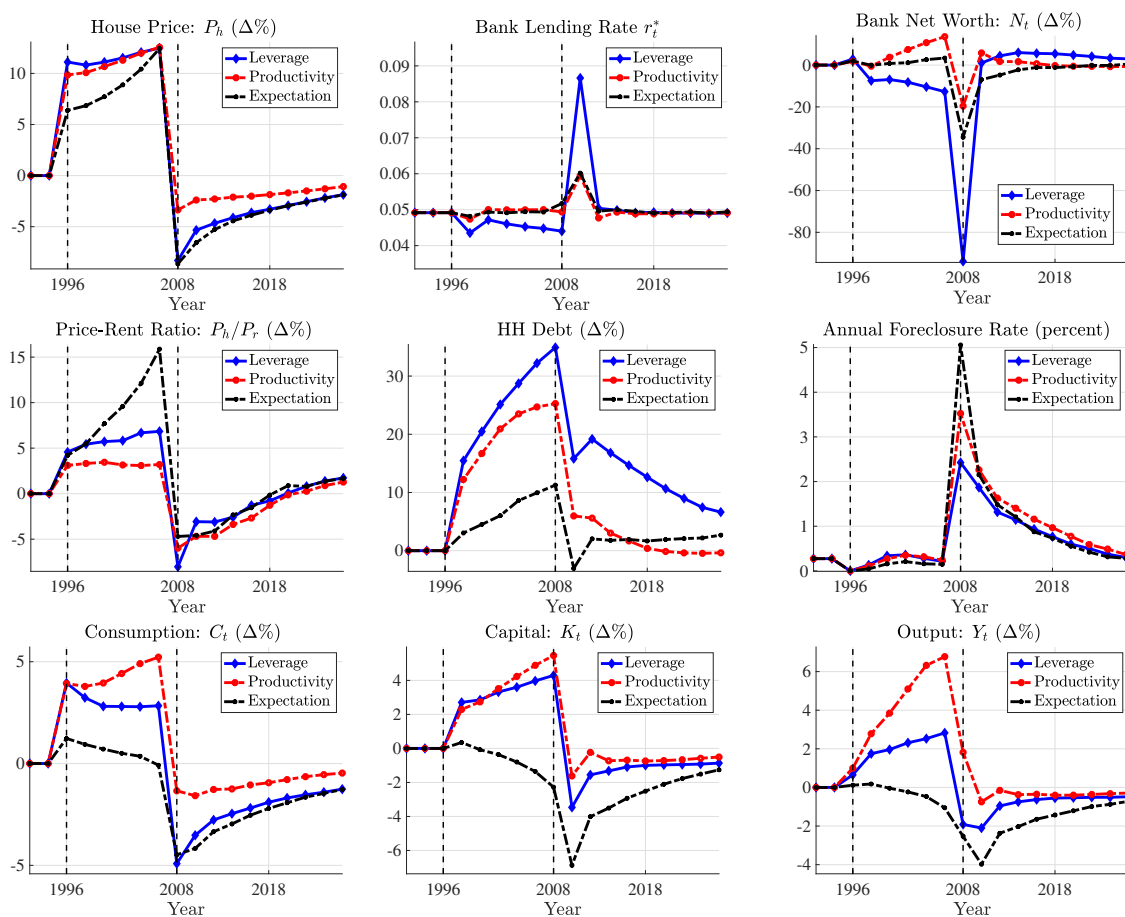 House Price: P_h (Δ%)
10
5
0
-5
1996
2008
2018
Year
Leverage
Productivity
Expectation
Bank Lending Rate r_t^*
0.09
0.08
0.07
0.06
0.05
0.04
1996
2008
2018
Year
Leverage
Productivity
Expectation
Bank Net Worth: N_t (Δ%)
0
-20
-40
-60
-80
1996
2008
2018
Year
Leverage
Productivity
Expectation
Price-Rent Ratio: P_h/P_r (Δ%)
15
10
5
0
-5
1996
2008
2018
Year
Leverage
Productivity
Expectation
HH Debt (Δ%)
30
20
10
0
1996
2008
2018
Year
Leverage
Productivity
Expectation
Annual Foreclosure Rate (percent)
5
4
3
2
1
0
1996
2008
2018
Year
Leverage
Productivity
Expectation
Consumption: C_t (Δ%)
5
0
-5
1996
2008
2018
Year
Leverage
Productivity
Expectation
Capital: K_t (Δ%)
4
2
0
-2
-4
-6
1996
2008
2018
Year
Leverage
Productivity
Expectation
Output: Y_t (Δ%)
6
4
2
0
-2
-4
1996
2008
2018
Year
Leverage
Productivity
Expectation